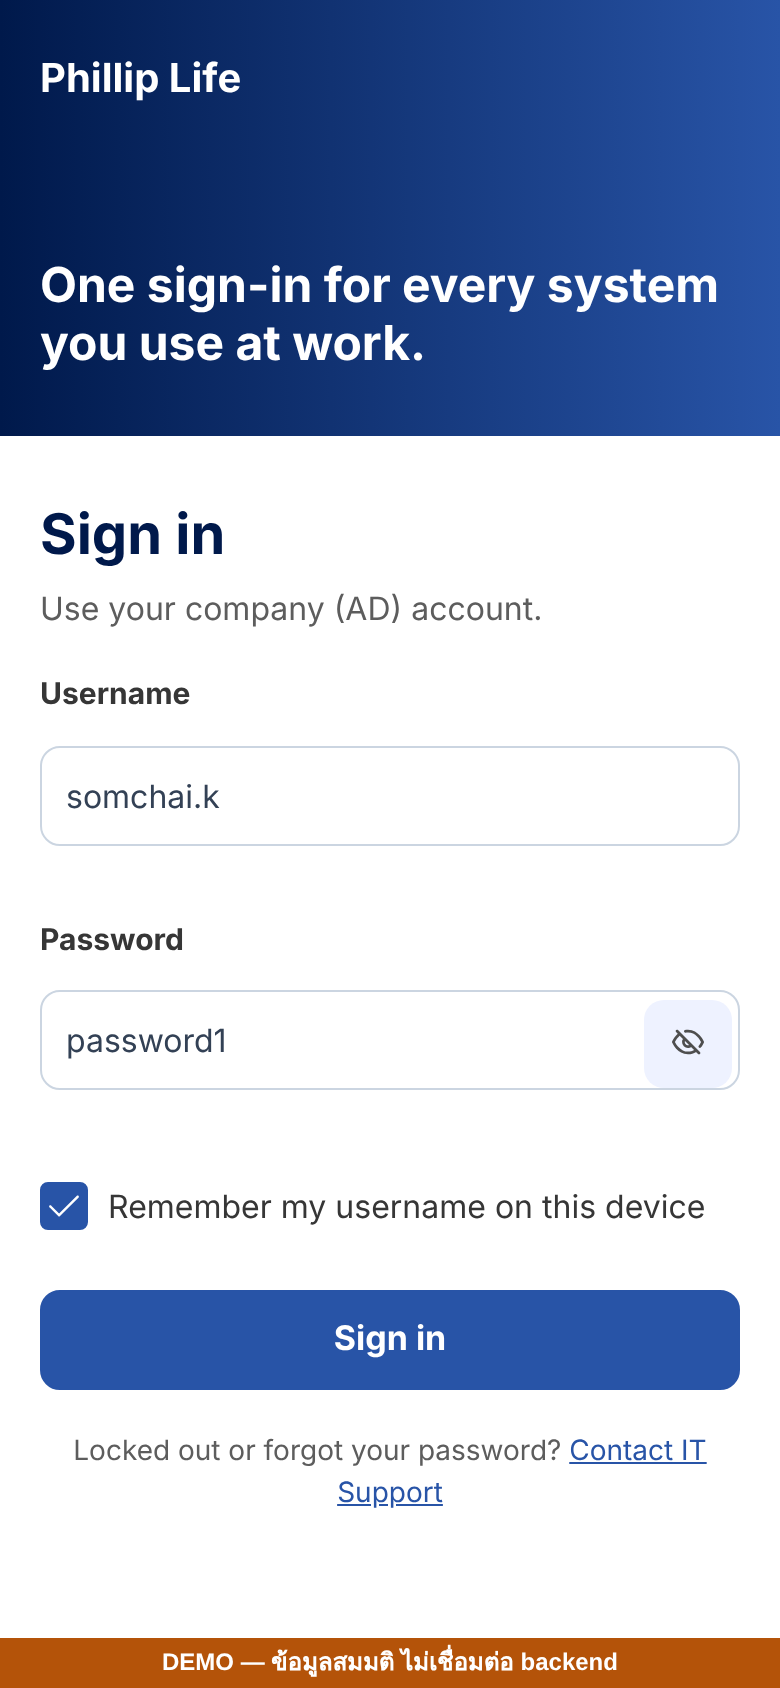 Phillip Life
One sign-in for every system
you use at work.
Sign in
Use your company (AD) account.
Username
somchai.k
Password
password1
Remember my username on this device
Sign in
Locked out or forgot your password? Contact IT
Support
DEMO — ข้อมูลสมมติ ไม่เชื่อมต่อ backend